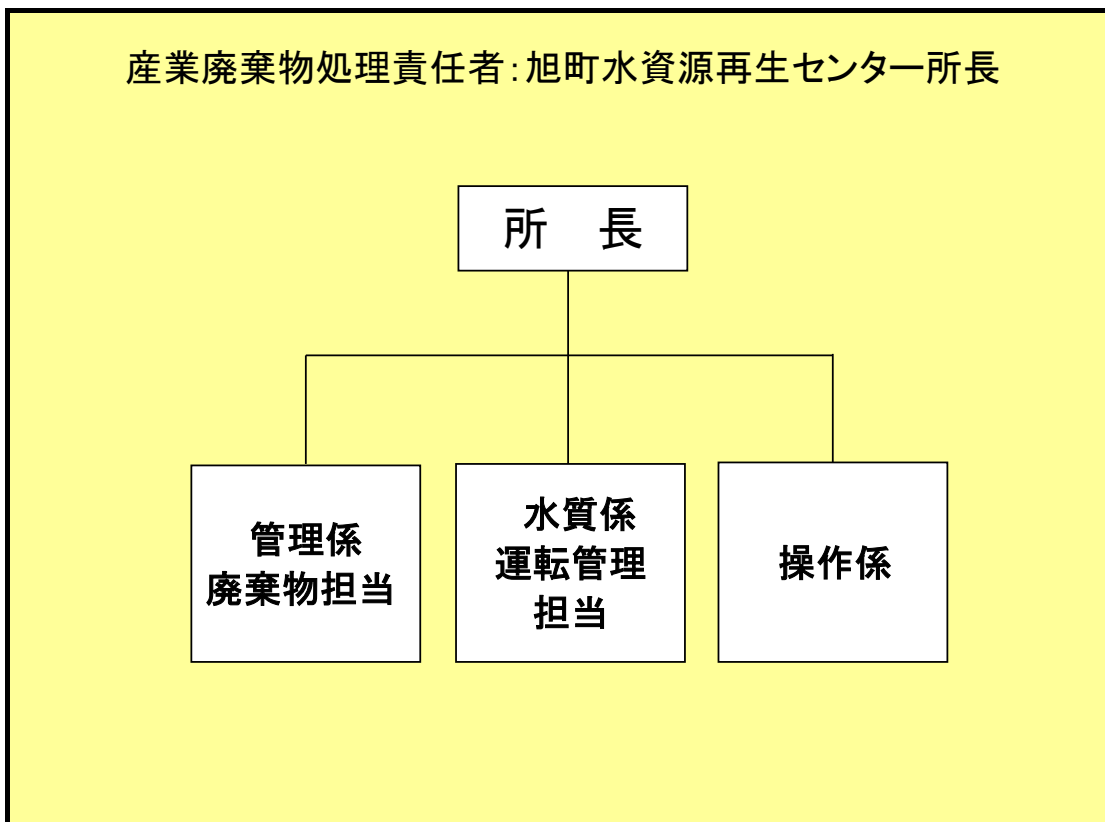 産業廃棄物処理責任者：旭町水資源再生センター所長
所　長
管理係
廃棄物担当
水質係
運転管理
担当
操作係